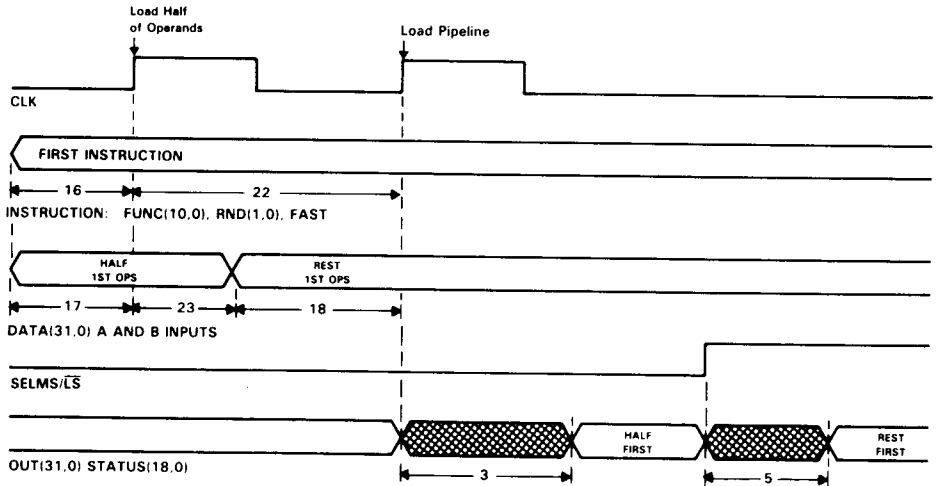 Load Half
of Operands
Load Pipeline
CLK
FIRST INSTRUCTION
16
22
INSTRUCTION: FUNC(10,0), RND(1,0), FAST
HALF
1ST OPS
REST
1ST OPS
17
23
18
DATA(31,0) A AND B INPUTS
SELMS/LS
HALF
FIRST
REST
FIRST
OUT(31,0) STATUS(18,0)
3
5